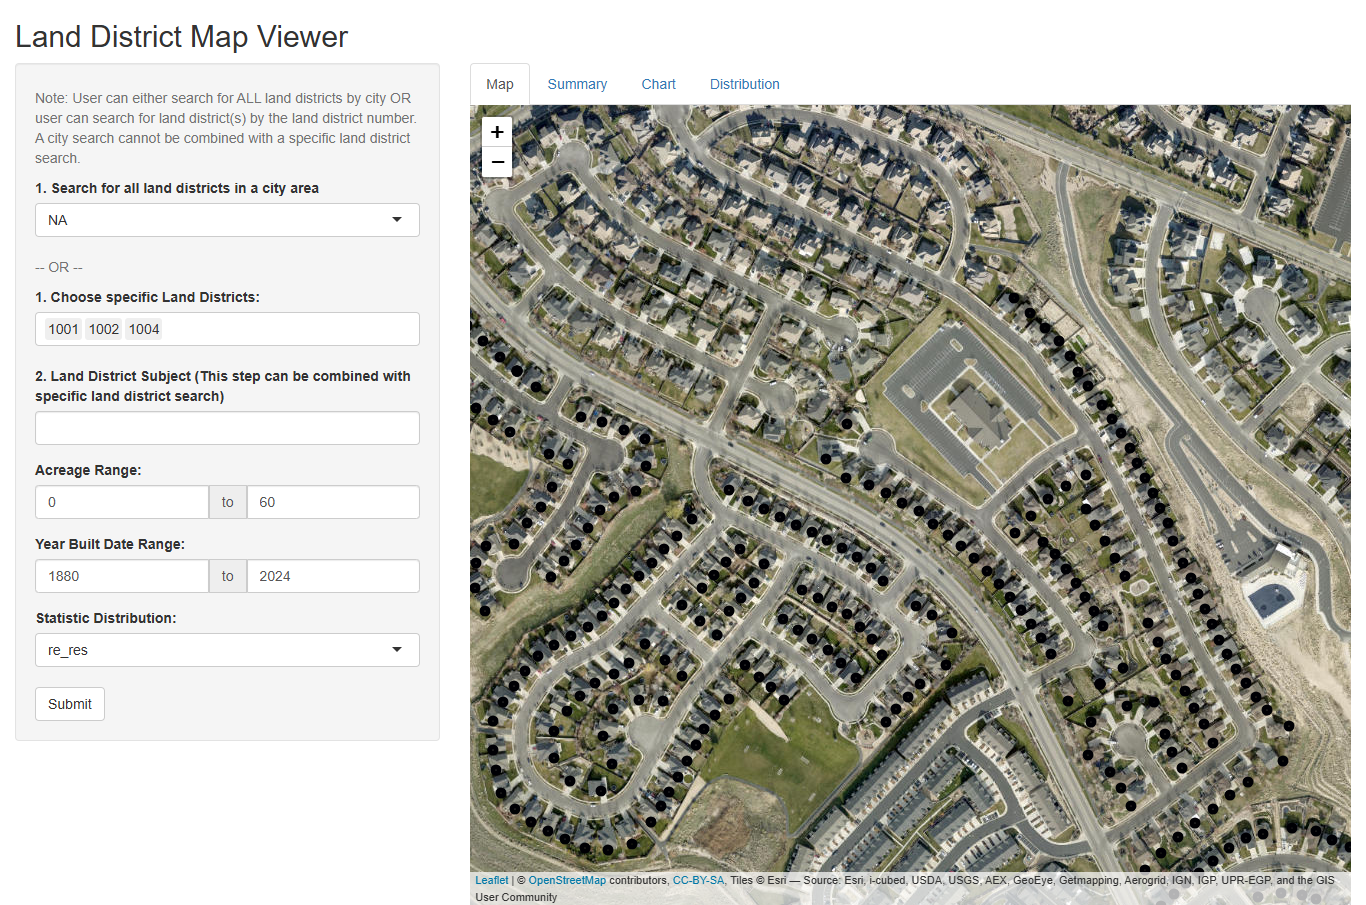 Land District Map Viewer
Note: User can either search for ALL land districts by city OR
user can search for land district(s) by the land district number.
A city search cannot be combined with a specific land district
search.
1. Search for all land districts in a city area
NA
-- OR --
1. Choose specific Land Districts:
1001 1002 1004
2. Land District Subject (This step can be combined with
specific land district search)
Acreage Range:
0 to 60
Year Built Date Range:
1880 to 2024
Statistic Distribution:
re_res
Submit
Map Summary Chart Distribution
+
−
Leaflet | © OpenStreetMap contributors, CC-BY-SA, Tiles © Esri — Source: Esri, i-cubed, USDA, USGS, AEX, GeoEye, Getmapping, Aerogrid, IGN, IGP, UPR-EGP, and the GIS
User Community